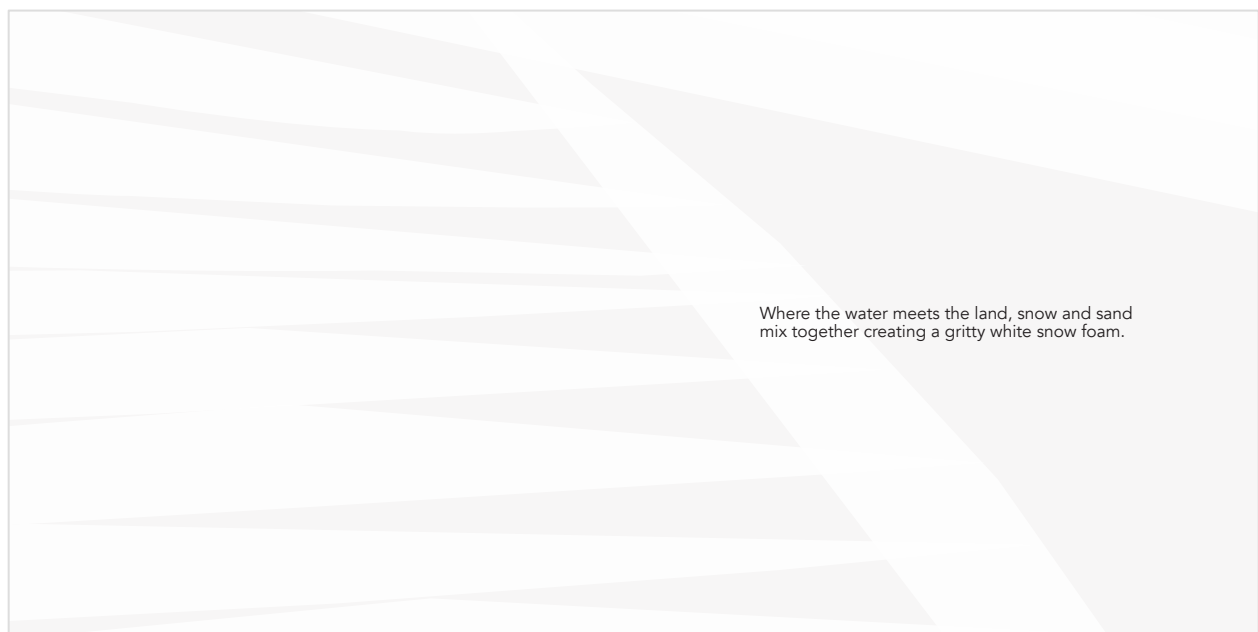 Where the water meets the land, snow and sand
mix together creating a gritty white snow foam.